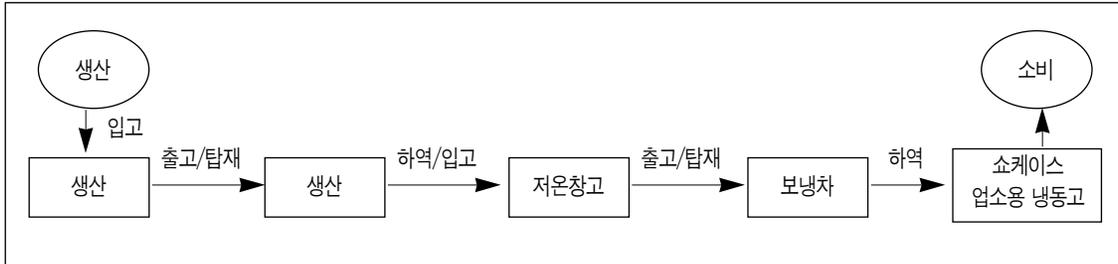 생산
소비
입고
출고/탑재
하역/입고
출고/탑재
하역
생산
생산
저온창고
보냉차
쇼케이스
업소용 냉동고